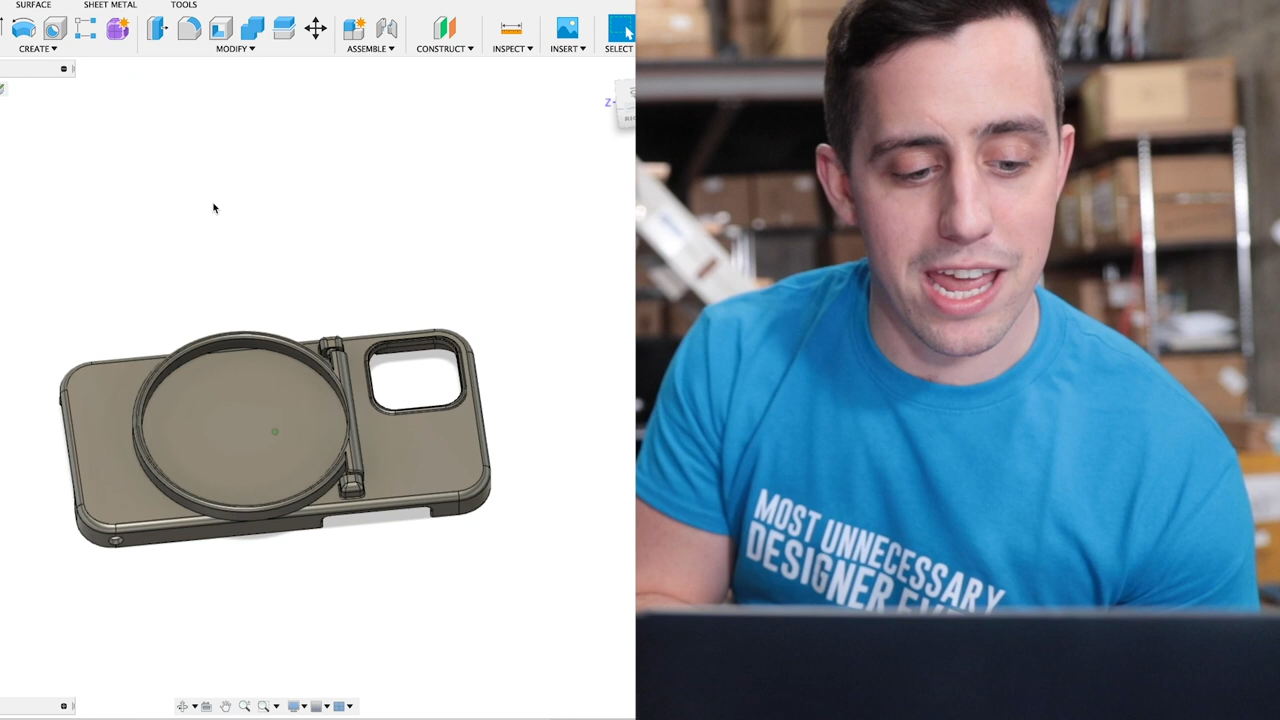 SURFACE SHEET METAL TOOLS
CREATE MODIFY ASSEMBLE CONSTRUCT INSPECT INSERT SELECT
Z
MOST UNNECESSARY
DESIGNER